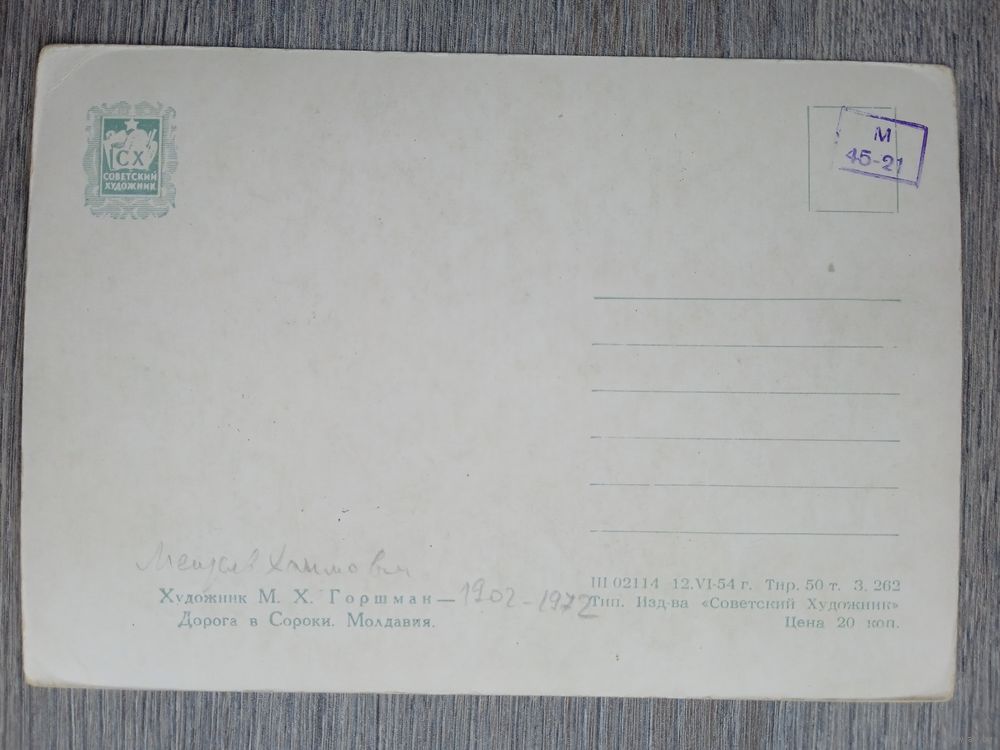 СХ
СОВЕТСКИЙ
ХУДОЖНИК
М
45-21
Хаимович
Художник М. Х. Горшман — 1902-1972
Дорога в Сороки. Молдавия.
Ш 02114 12.VI-54 г. Тир. 50 т. З. 262
Тип. Изд-ва «Советский Художник»
Цена 20 коп.